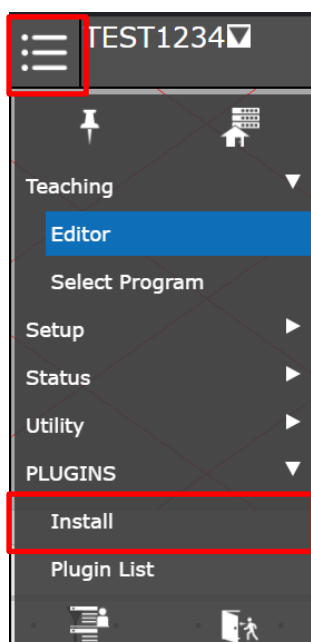 TEST1234
Teaching
Editor
Select Program
Setup
Status
Utility
PLUGINS
Install
Plugin List